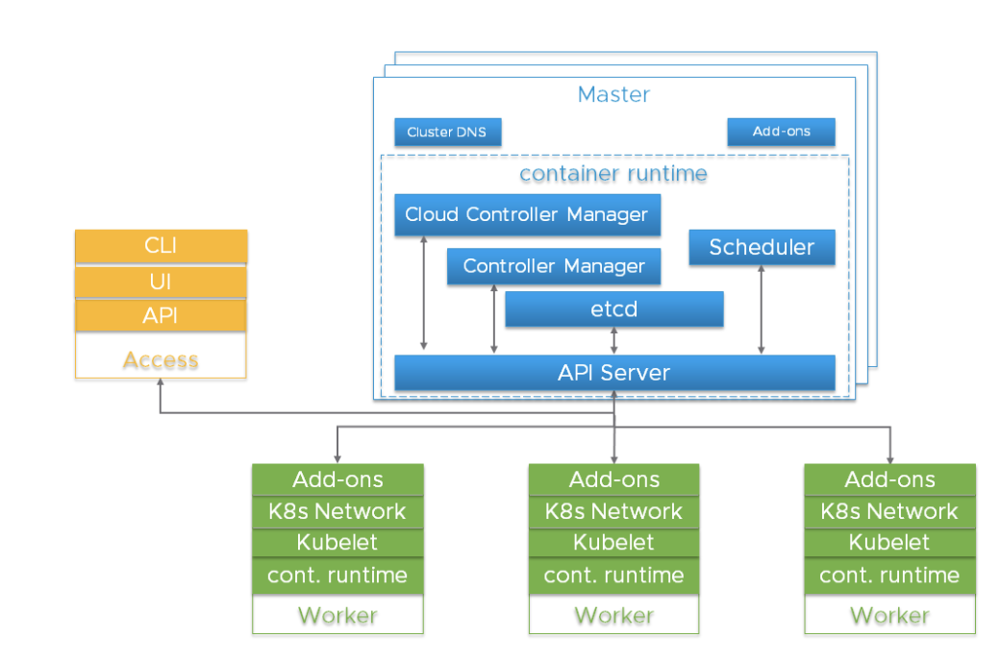 Master
Cluster DNS
Add-ons
container runtime
Cloud Controller Manager
Scheduler
Controller Manager
etcd
API Server
CLI
UI
API
Access
Add-ons
K8s Network
Kubelet
cont. runtime
Worker
Add-ons
K8s Network
Kubelet
cont. runtime
Worker
Add-ons
K8s Network
Kubelet
cont. runtime
Worker